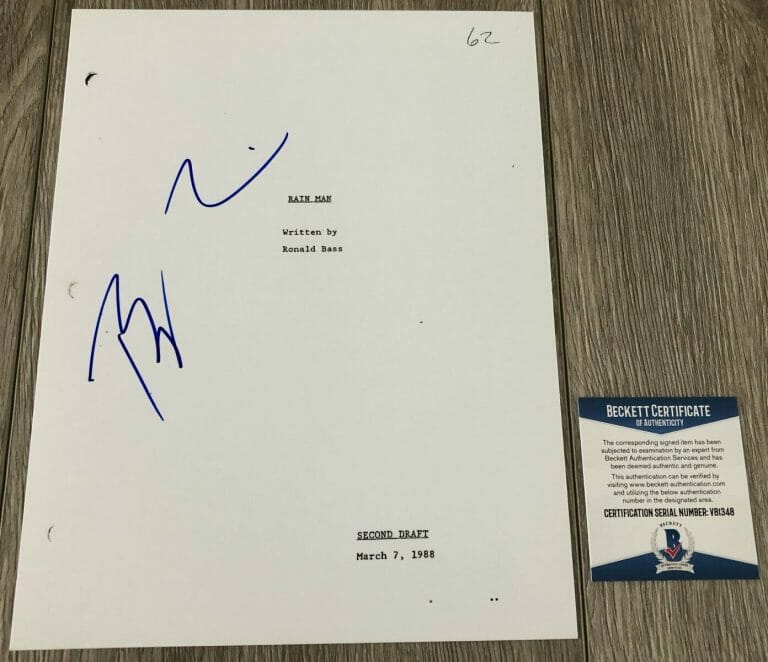 62
RAIN MAN
Written by
Ronald Bass
SECOND DRAFT
March 7, 1988
BECKETT CERTIFICATE
OF AUTHENTICITY
The corresponding signed item has been
subjected to examination by an expert from
Beckett Authentication Services and has
been deemed authentic and genuine.
This authentication can be verified by
visiting www.beckett-authentication.com
and utilizing the below authentication
number in the designated area.
CERTIFICATION SERIAL NUMBER: VB1348
BECKETT
B